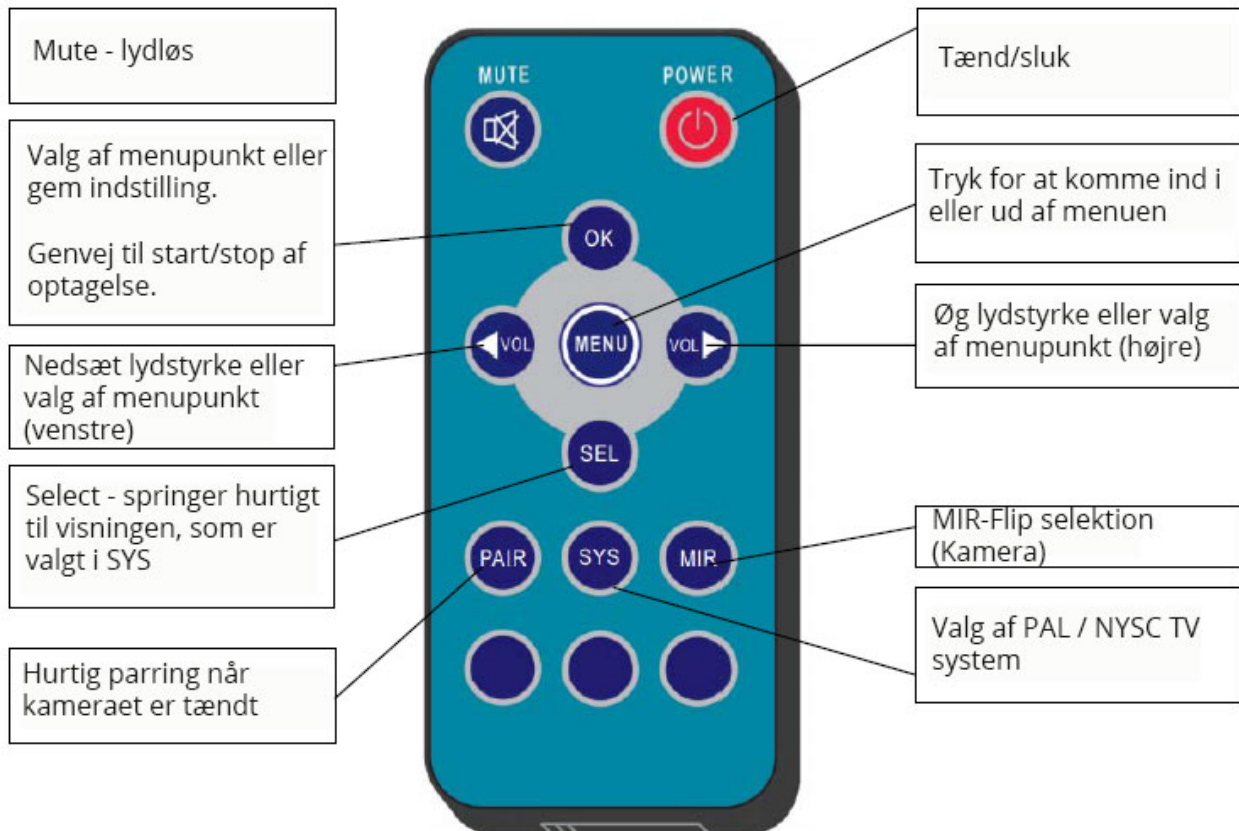 Mute - lydløs
Valg af menupunkt eller
gem indstilling.
Genvej til start/stop af
optagelse.
Nedsæt lydstyrke eller
valg af menupunkt
(venstre)
Select - springer hurtigt
til visningen, som er
valgt i SYS
Hurtig parring når
kameraet er tændt
MUTE
POWER
OK
VOL
MENU
VOL
SEL
PAIR
SYS
MIR
Tænd/sluk
Tryk for at komme ind i
eller ud af menuen
Øg lydstyrke eller valg
af menupunkt (højre)
MIR-Flip selektion
(Kamera)
Valg af PAL / NYSC TV
system